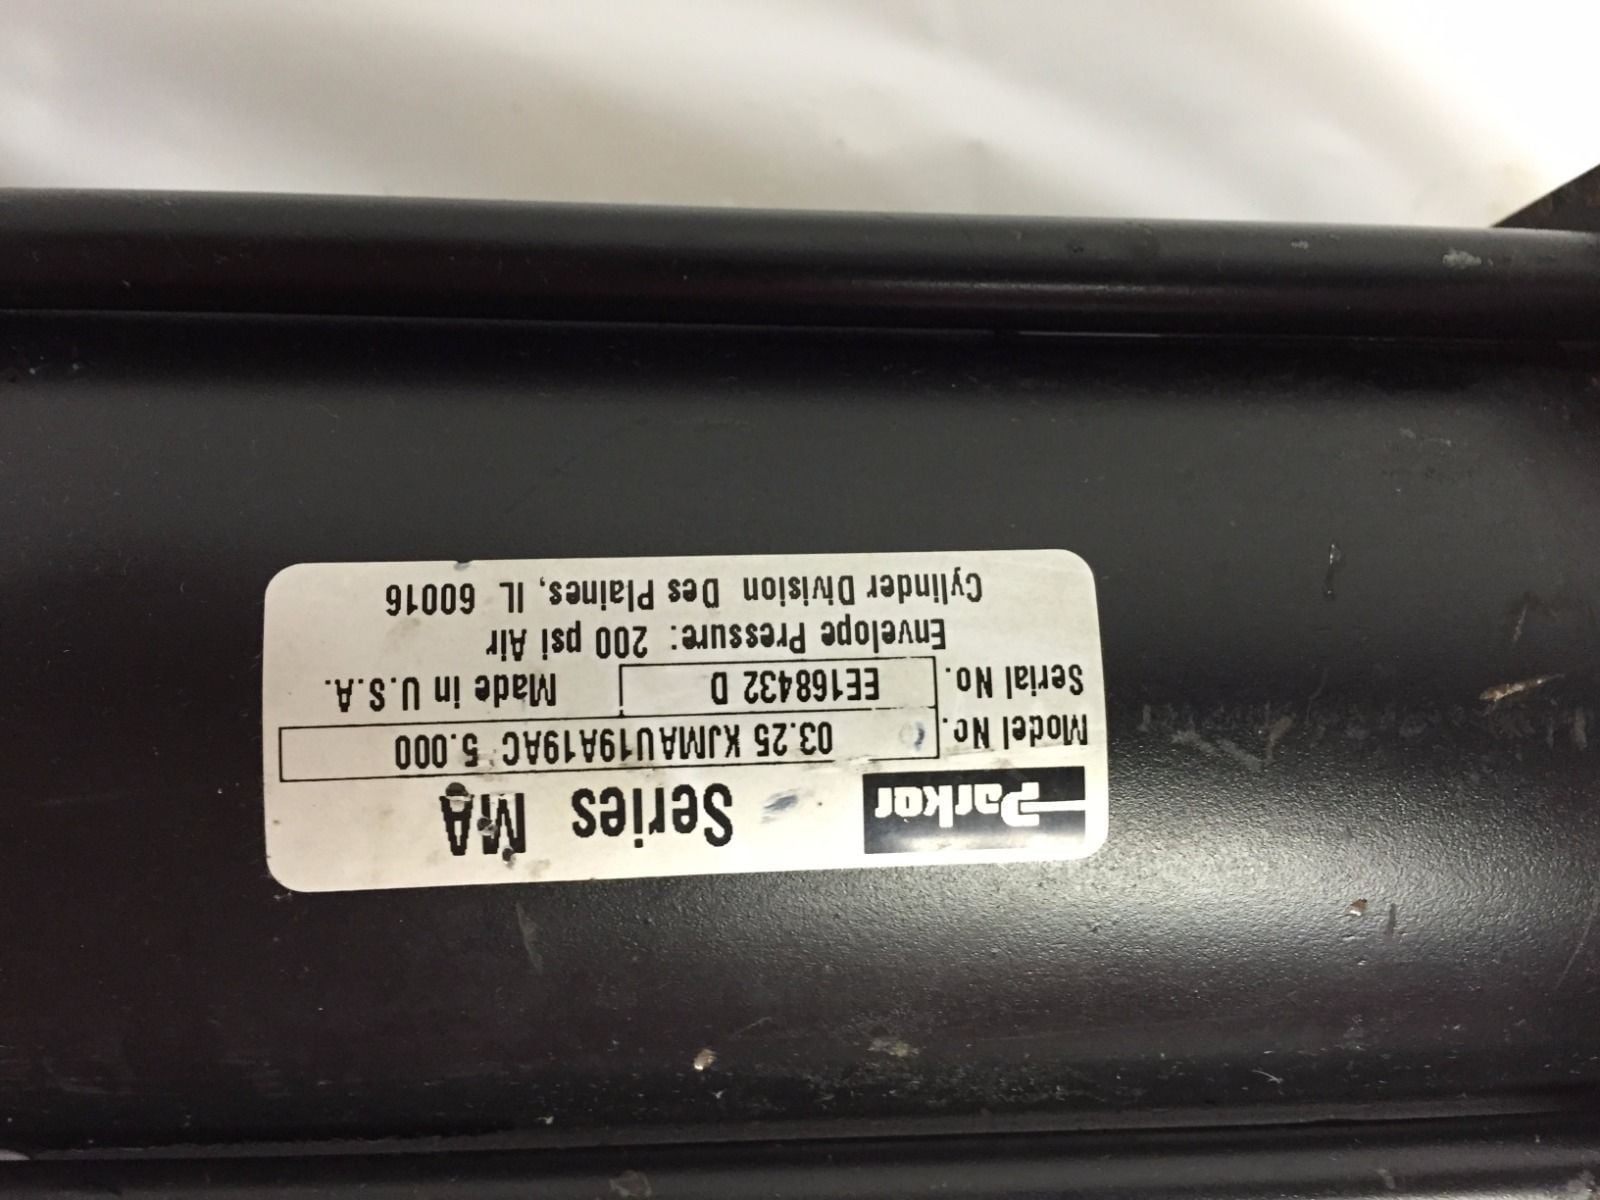 Parker Series MA
Model No. 03.25 KJMAU19A19AC 5.000
Serial No. EE168432 D Made in U.S.A.
Envelope Pressure: 200 psi Air
Cylinder Division Des Plaines, IL 60016